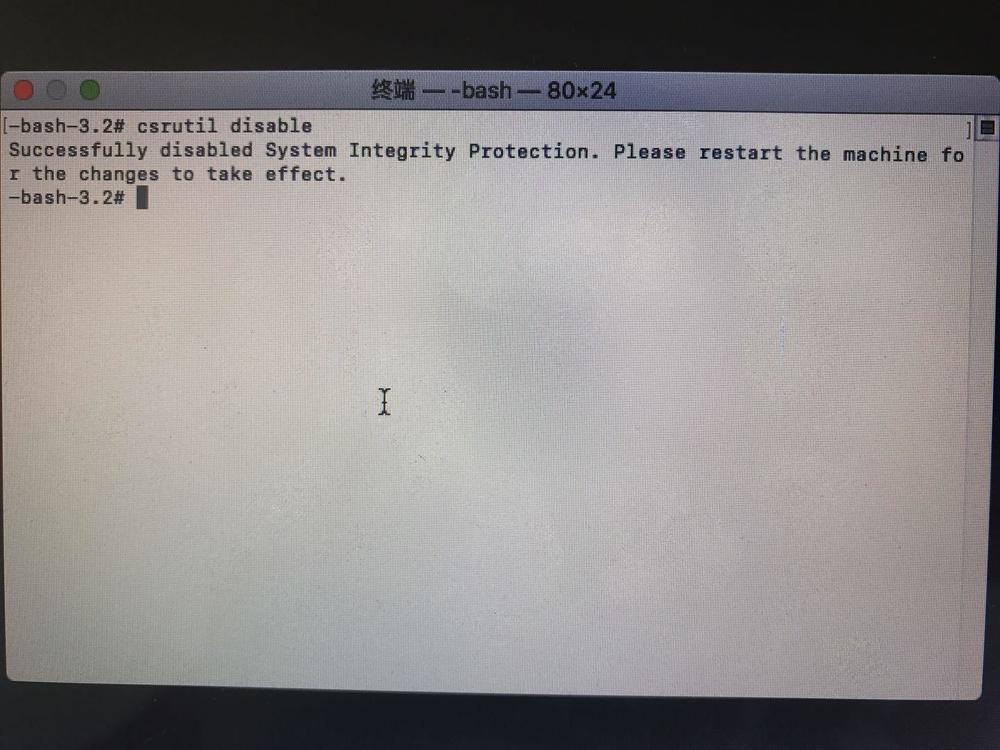 终端 — -bash — 80×24
[-bash-3.2# csrutil disable ]
Successfully disabled System Integrity Protection. Please restart the machine fo
r the changes to take effect.
-bash-3.2#